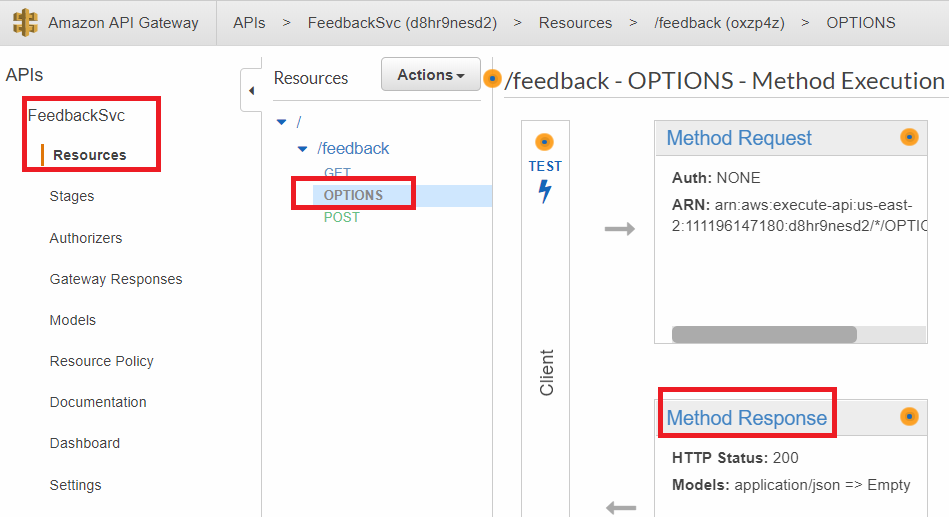 Amazon API Gateway
APIs > FeedbackSvc (d8hr9nesd2) > Resources > /feedback (oxzp4z) > OPTIONS
APIs
FeedbackSvc
Resources
Stages
Authorizers
Gateway Responses
Models
Resource Policy
Documentation
Dashboard
Settings
Resources
Actions
/
/feedback
GET
OPTIONS
POST
/feedback - OPTIONS - Method Execution
TEST
Client
Method Request
Auth: NONE
ARN: arn:aws:execute-api:us-east-
2:111196147180:d8hr9nesd2/*/OPTIO
Method Response
HTTP Status: 200
Models: application/json => Empty